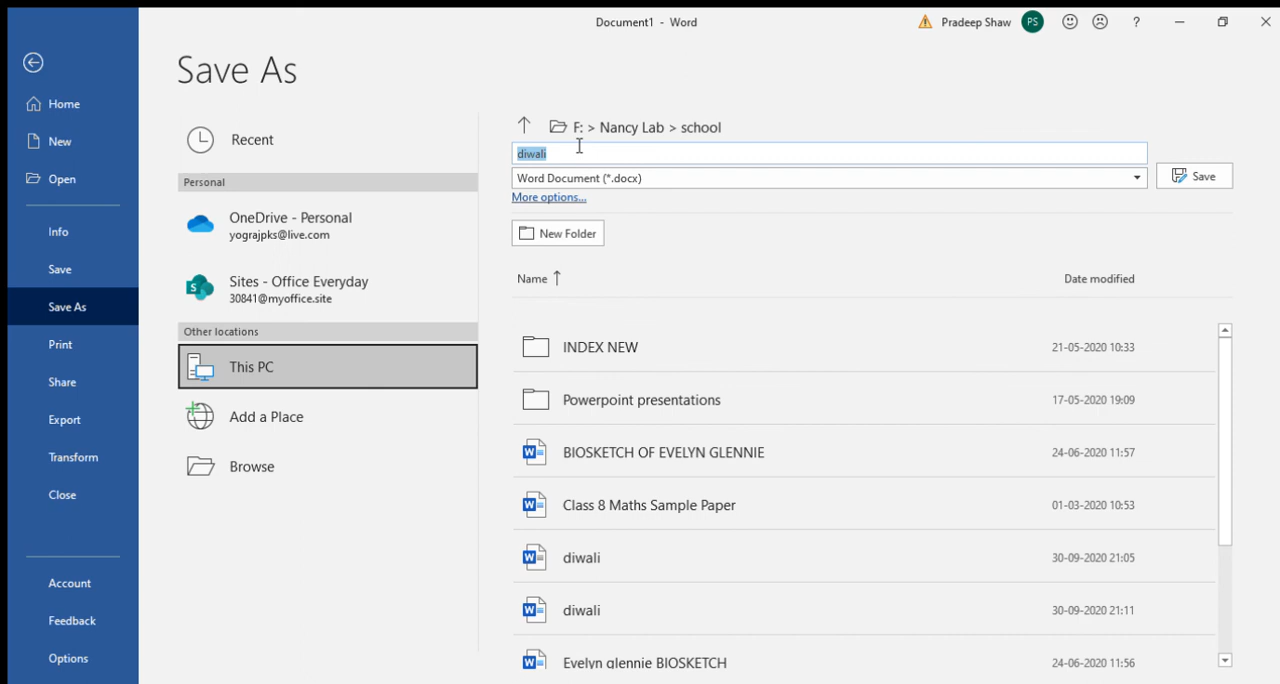 Document1 - Word
Pradeep Shaw PS ?
Save As
Home
New
Open
Info
Save
Save As
Print
Share
Export
Transform
Close
Account
Feedback
Options
Recent
Personal
OneDrive - Personal
yograjpks@live.com
Sites - Office Everyday
30841@myoffice.site
Other locations
This PC
Add a Place
Browse
F: > Nancy Lab > school
diwali
Word Document (*.docx)
Save
More options...
New Folder
Name Date modified
INDEX NEW 21-05-2020 10:33
Powerpoint presentations 17-05-2020 19:09
BIOSKETCH OF EVELYN GLENNIE 24-06-2020 11:57
Class 8 Maths Sample Paper 01-03-2020 10:53
diwali 30-09-2020 21:05
diwali 30-09-2020 21:11
Evelyn glennie BIOSKETCH 24-06-2020 11:56